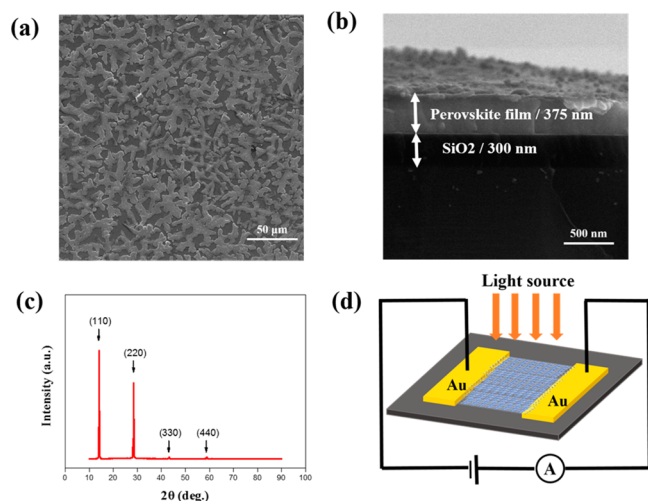 (a)
50 μm
(b)
Perovskite film / 375 nm
SiO2 / 300 nm
500 nm
(c)
(110)
(220)
(330)
(440)
Intensity (a.u.)
0 10 20 30 40 50 60 70 80 90 100
2θ (deg.)
(d)
Light source
Au
Au
A